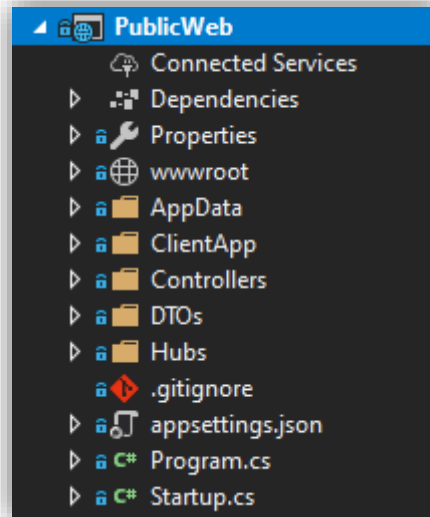 PublicWeb
Connected Services
Dependencies
Properties
wwwroot
AppData
ClientApp
Controllers
DTOs
Hubs
.gitignore
appsettings.json
C# Program.cs
C# Startup.cs